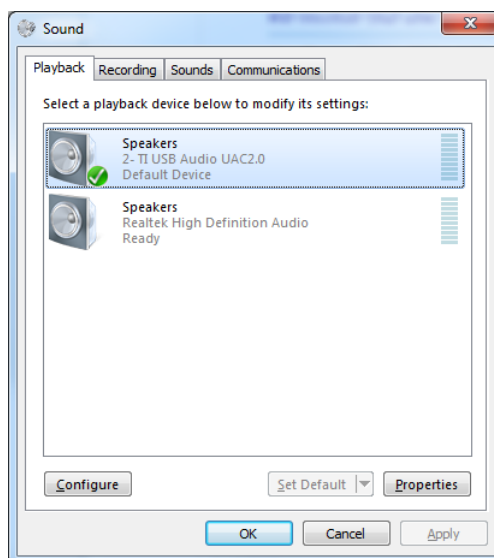 Sound
Playback Recording Sounds Communications
Select a playback device below to modify its settings:
Speakers
2- TI USB Audio UAC2.0
Default Device
Speakers
Realtek High Definition Audio
Ready
Configure Set Default Properties
OK Cancel Apply